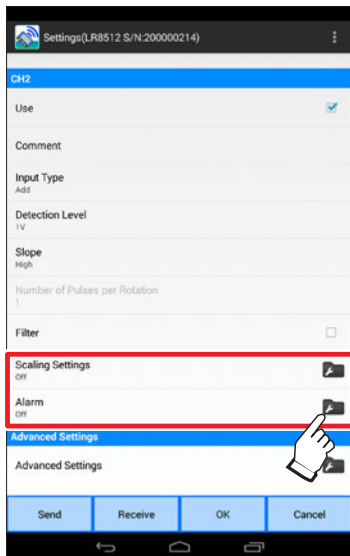 Settings(LR8512 S/N:200000214)
CH2
Use
Comment
Input Type
Add
Detection Level
1V
Slope
High
Number of Pulses per Rotation
1
Filter
Scaling Settings
Off
Alarm
Off
Advanced Settings
Advanced Settings
Send Receive OK Cancel